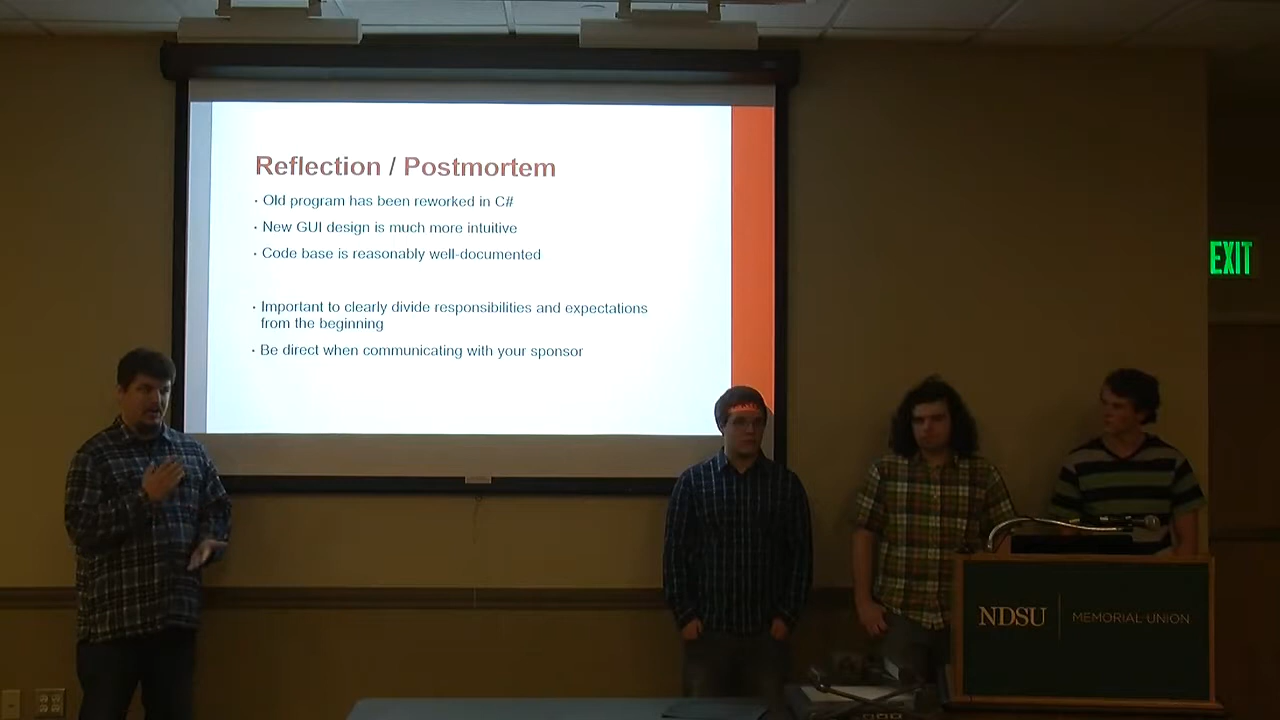 Reflection / Postmortem
· Old program has been reworked in C#
· New GUI design is much more intuitive
· Code base is reasonably well-documented
· Important to clearly divide responsibilities and expectations
from the beginning
· Be direct when communicating with your sponsor
EXIT
NDSU | MEMORIAL UNION